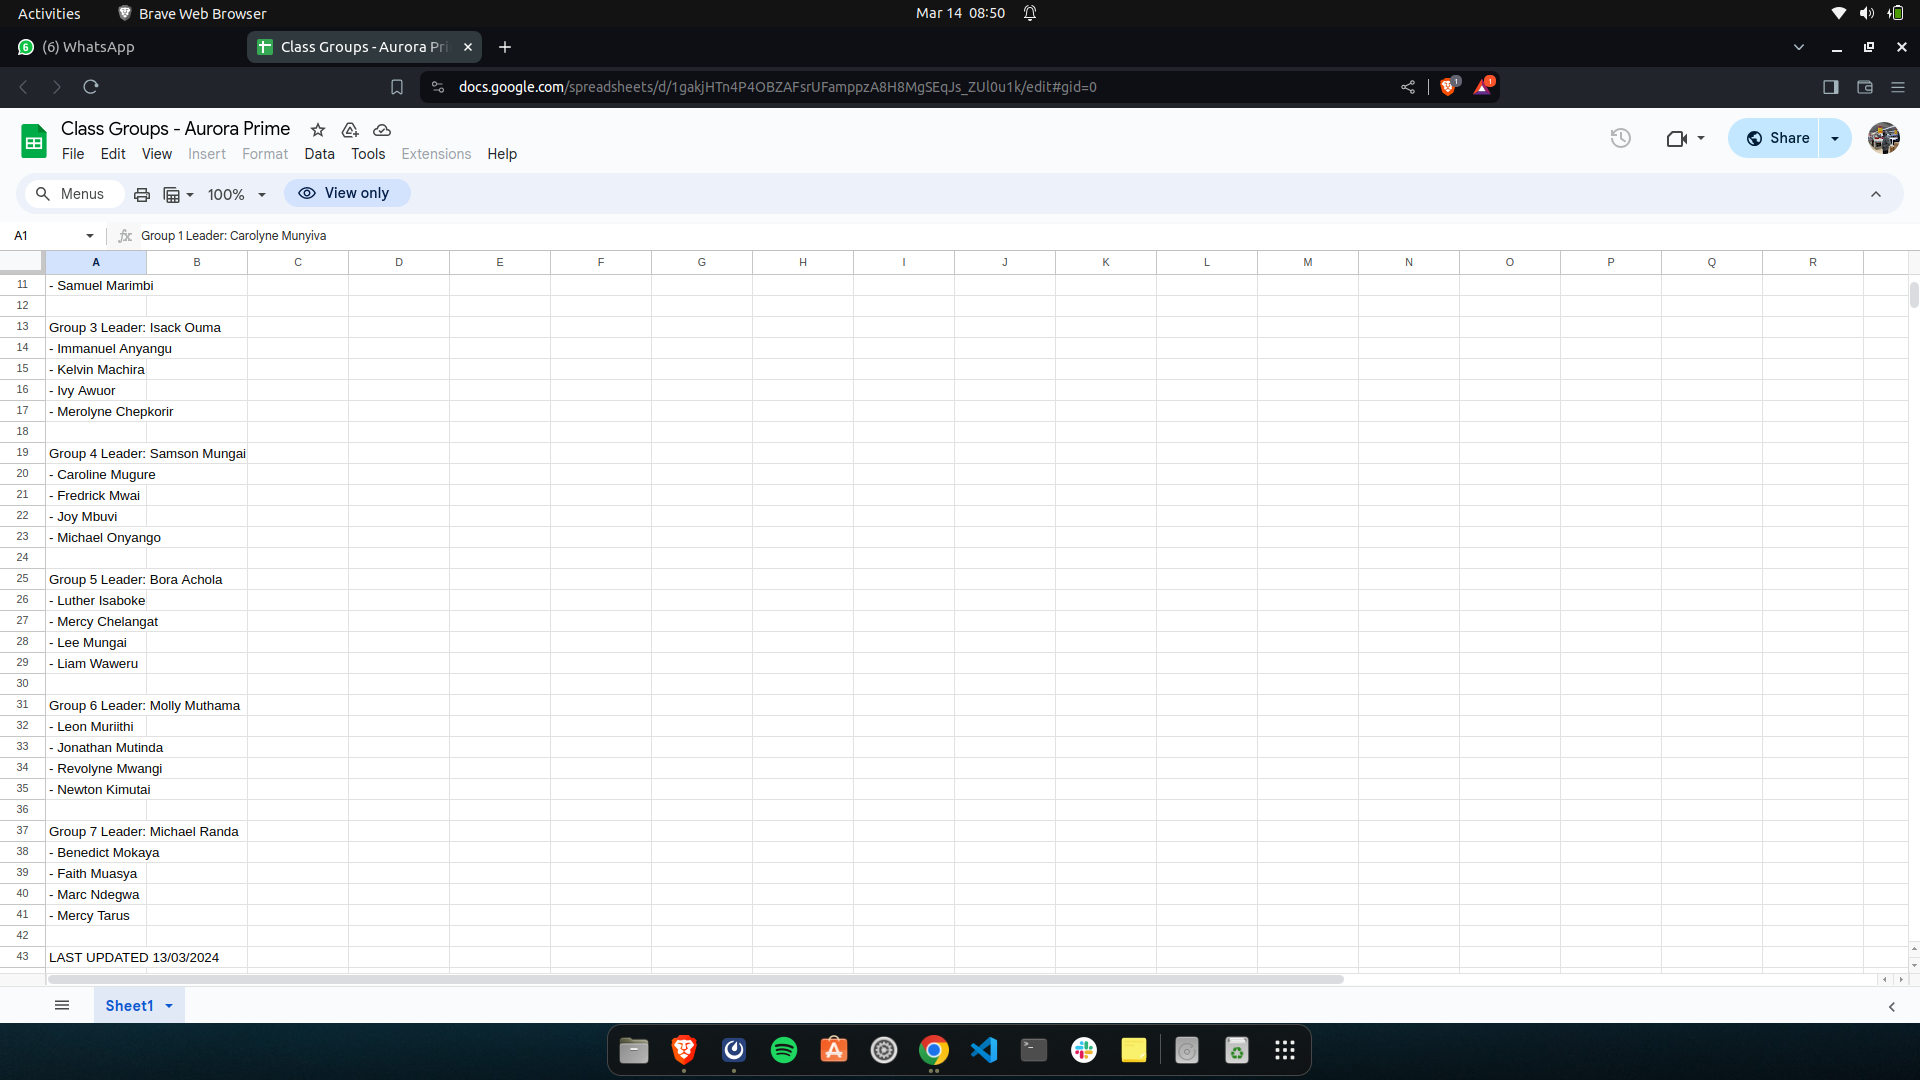 Activities
Brave Web Browser
Mar 14 08:50
(6) WhatsApp
Class Groups - Aurora Pri
docs.google.com/spreadsheets/d/1gakjHTn4P4OBZAFsrUFamppzA8H8MgSEqJs_ZUl0u1k/edit#gid=0
1
1
Class Groups - Aurora Prime
File Edit View Insert Format Data Tools Extensions Help
Share
Menus
100%
View only
A1
fx Group 1 Leader: Carolyne Munyiva
A B C D E F G H I J K L M N O P Q R
11 - Samuel Marimbi
12
13 Group 3 Leader: Isack Ouma
14 - Immanuel Anyangu
15 - Kelvin Machira
16 - Ivy Awuor
17 - Merolyne Chepkorir
18
19 Group 4 Leader: Samson Mungai
20 - Caroline Mugure
21 - Fredrick Mwai
22 - Joy Mbuvi
23 - Michael Onyango
24
25 Group 5 Leader: Bora Achola
26 - Luther Isaboke
27 - Mercy Chelangat
28 - Lee Mungai
29 - Liam Waweru
30
31 Group 6 Leader: Molly Muthama
32 - Leon Muriithi
33 - Jonathan Mutinda
34 - Revolyne Mwangi
35 - Newton Kimutai
36
37 Group 7 Leader: Michael Randa
38 - Benedict Mokaya
39 - Faith Muasya
40 - Marc Ndegwa
41 - Mercy Tarus
42
43 LAST UPDATED 13/03/2024
Sheet1